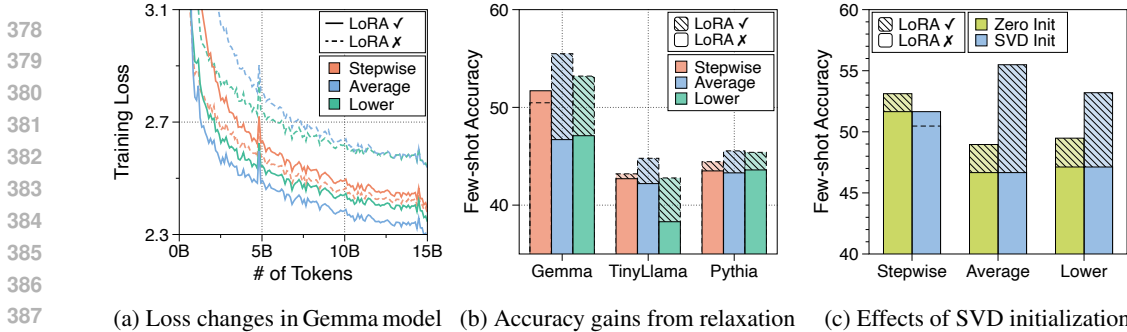 378
379
380
381
382
383
384
385
386
387
3.1
2.7
2.3
Training Loss
LoRA ✓
LoRA ✗
Stepwise
Average
Lower
0B
5B
10B
15B
# of Tokens
(a) Loss changes in Gemma model
50
40
Few-shot Accuracy
LoRA ✓
LoRA ✗
Stepwise
Average
Lower
Gemma
TinyLlama
Pythia
(b) Accuracy gains from relaxation
60
55
50
45
40
Few-shot Accuracy
LoRA ✓
LoRA ✗
Zero Init
SVD Init
Stepwise
Average
Lower
(c) Effects of SVD initialization